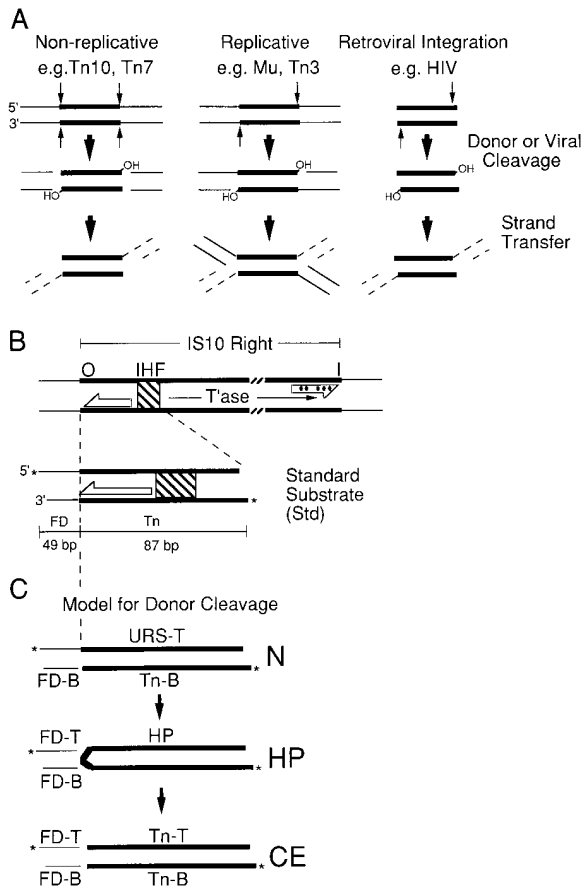 A
Non-replicative
e.g.Tn10, Tn7
Replicative
e.g. Mu, Tn3
Retroviral Integration
e.g. HIV
5'
3'
Donor or Viral
Cleavage
OH
HO
OH
HO
OH
HO
Strand
Transfer
B
IS10 Right
O
IHF
I
T'ase
5'*
3'
*
Standard
Substrate
(Std)
FD
Tn
49 bp
87 bp
C
Model for Donor Cleavage
URS-T
*
N
FD-B
Tn-B
*
FD-T
HP
*
HP
FD-B
*
FD-T
Tn-T
*
CE
FD-B
Tn-B
*